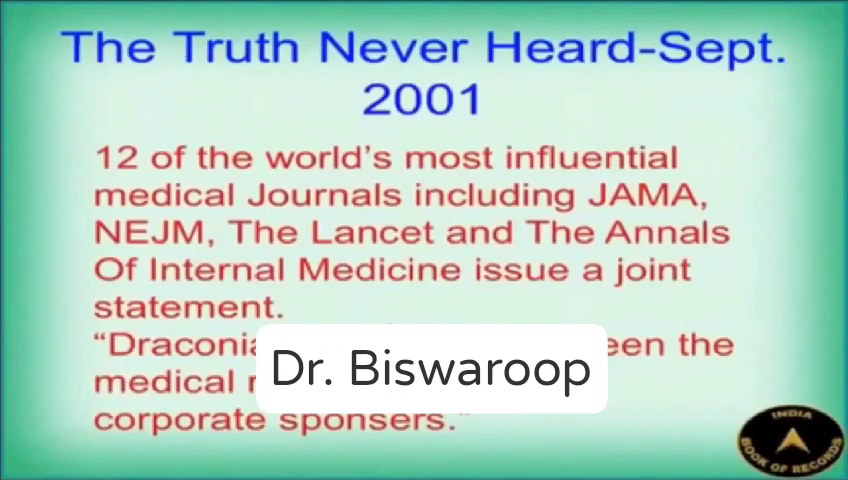 The Truth Never Heard-Sept.
2001
12 of the world's most influential
medical Journals including JAMA,
NEJM, The Lancet and The Annals
Of Internal Medicine issue a joint
statement.
the
medical
corporate sponsers."
Dr. Biswaroop
INDIA
BOOK OF RECORDS